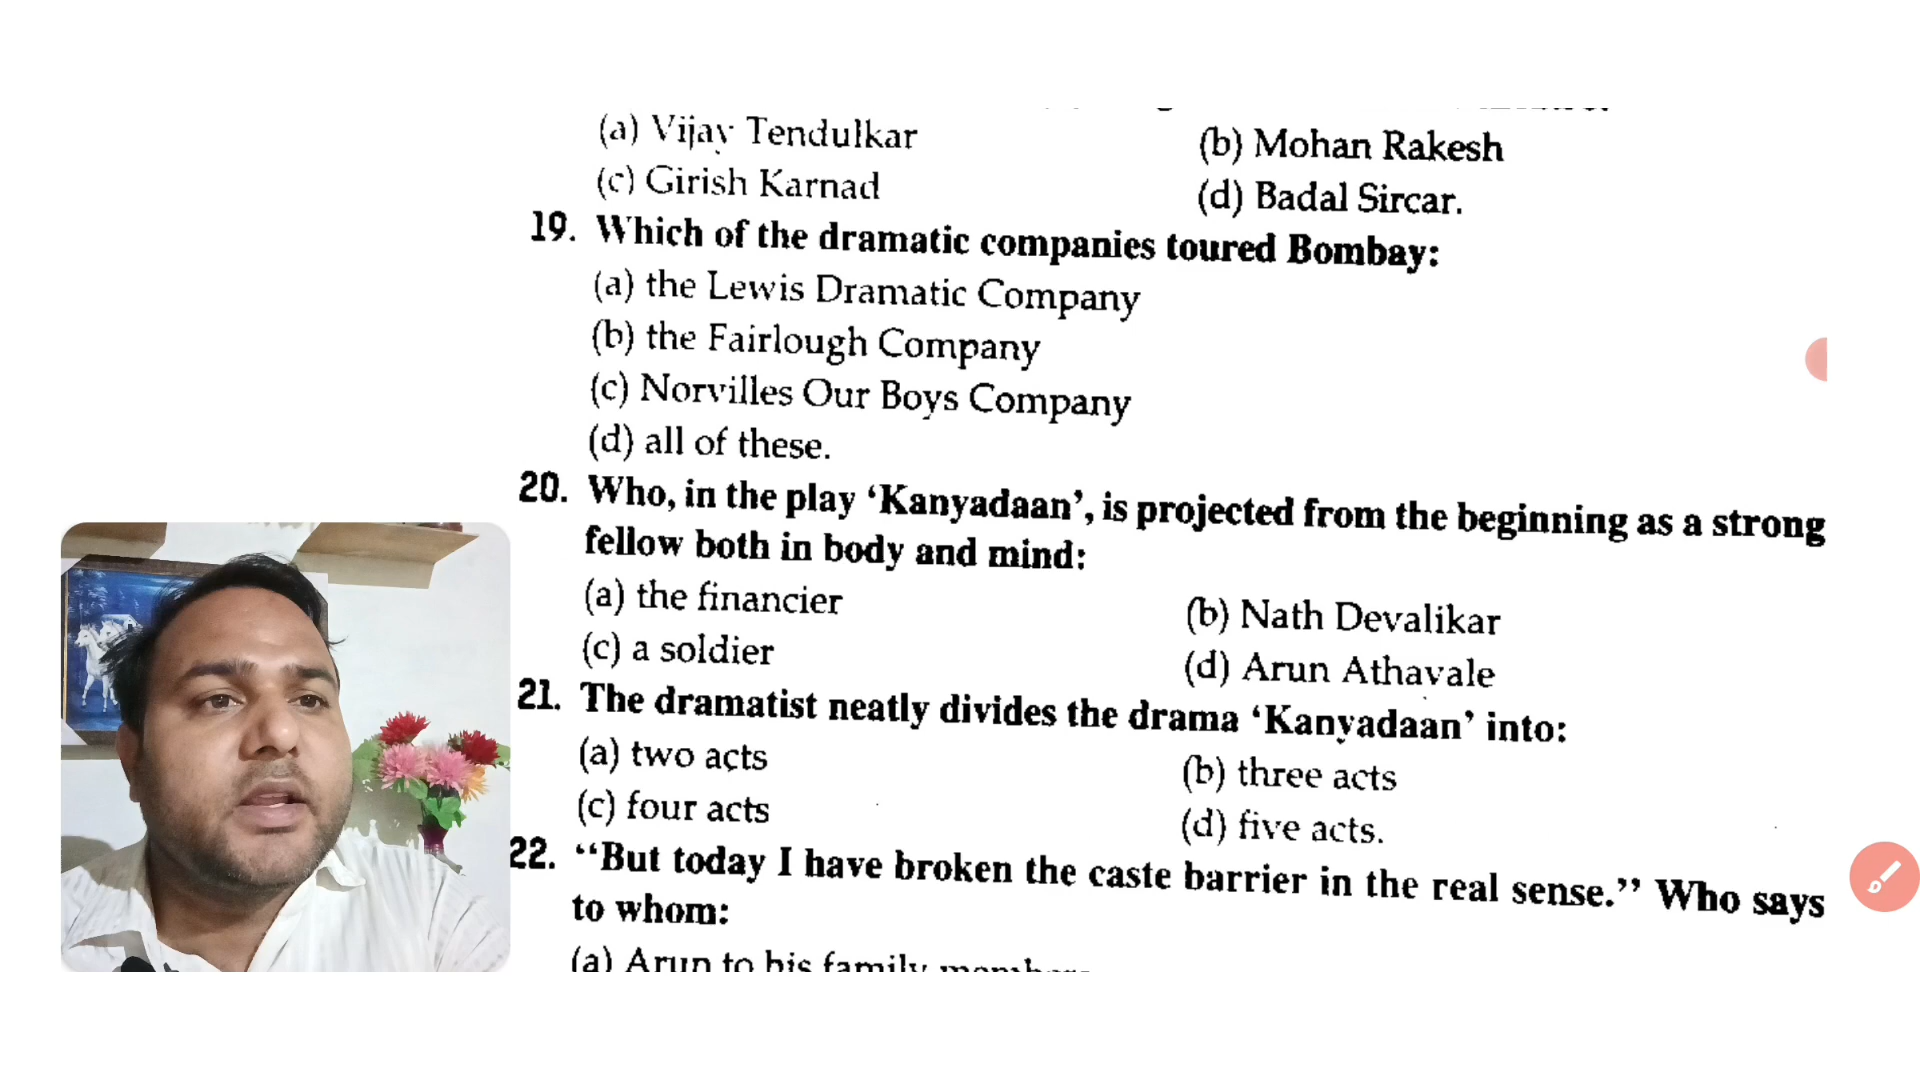 (a) Vijay Tendulkar (b) Mohan Rakesh
(c) Girish Karnad (d) Badal Sircar.
19. Which of the dramatic companies toured Bombay:
(a) the Lewis Dramatic Company
(b) the Fairlough Company
(c) Norvilles Our Boys Company
(d) all of these.
20. Who, in the play ‘Kanyadaan’, is projected from the beginning as a strong
fellow both in body and mind:
(a) the financier (b) Nath Devalikar
(c) a soldier (d) Arun Athavale
21. The dramatist neatly divides the drama ‘Kanyadaan’ into:
(a) two acts (b) three acts
(c) four acts (d) five acts.
22. “But today I have broken the caste barrier in the real sense.” Who says
to whom:
(a) Arun to his family